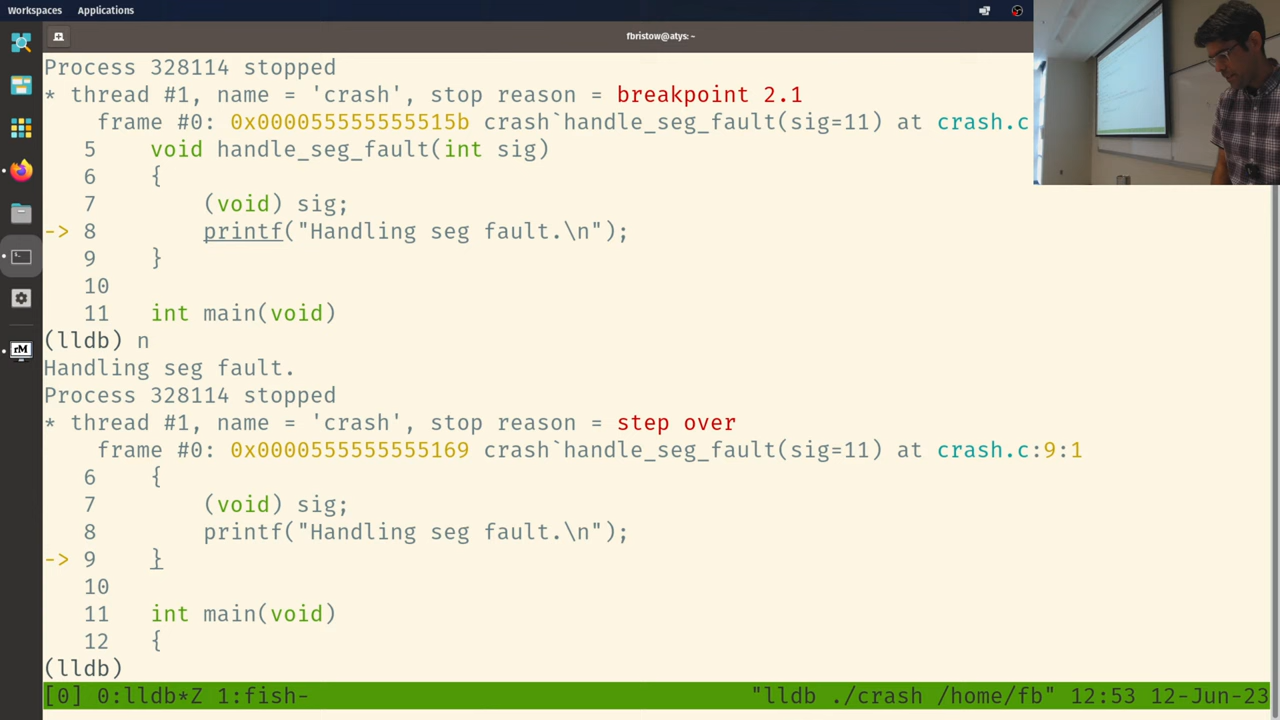 Workspaces Applications
fbristow@atys: ~
Process 328114 stopped
* thread #1, name = 'crash', stop reason = breakpoint 2.1
frame #0: 0x000055555555515b crash`handle_seg_fault(sig=11) at crash.c
5 void handle_seg_fault(int sig)
6 {
7 (void) sig;
-> 8 printf("Handling seg fault.\n");
9 }
10
11 int main(void)
(lldb) n
Handling seg fault.
Process 328114 stopped
* thread #1, name = 'crash', stop reason = step over
frame #0: 0x0000555555555169 crash`handle_seg_fault(sig=11) at crash.c:9:1
6 {
7 (void) sig;
8 printf("Handling seg fault.\n");
-> 9 }
10
11 int main(void)
12 {
(lldb)
rM
[0] 0:lldb*Z 1:fish- "lldb ./crash /home/fb" 12:53 12-Jun-23